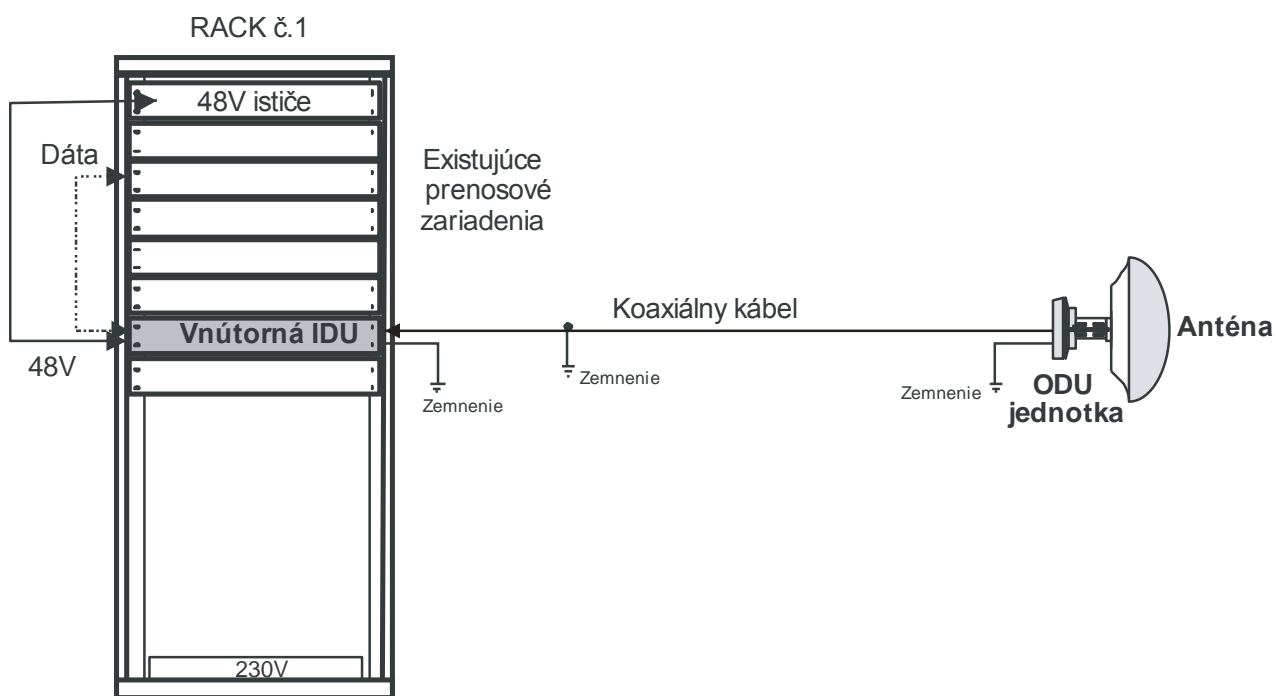 RACK č.1
48V ističe
Dáta
Existujúce
prenosové
zariadenia
Koaxiálny kábel
Vnútorná IDU
Anténa
48V
Zemnenie
Zemnenie
Zemnenie
ODU
jednotka
230V